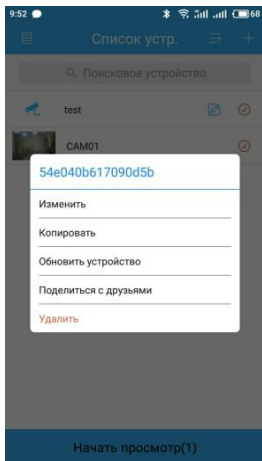 9:52 68
Список устр.
Поисковое устройство
test
CAM01
54e040b617090d5b
Изменить
Копировать
Обновить устройство
Поделиться с друзьями
Удалить
Начать просмотр(1)